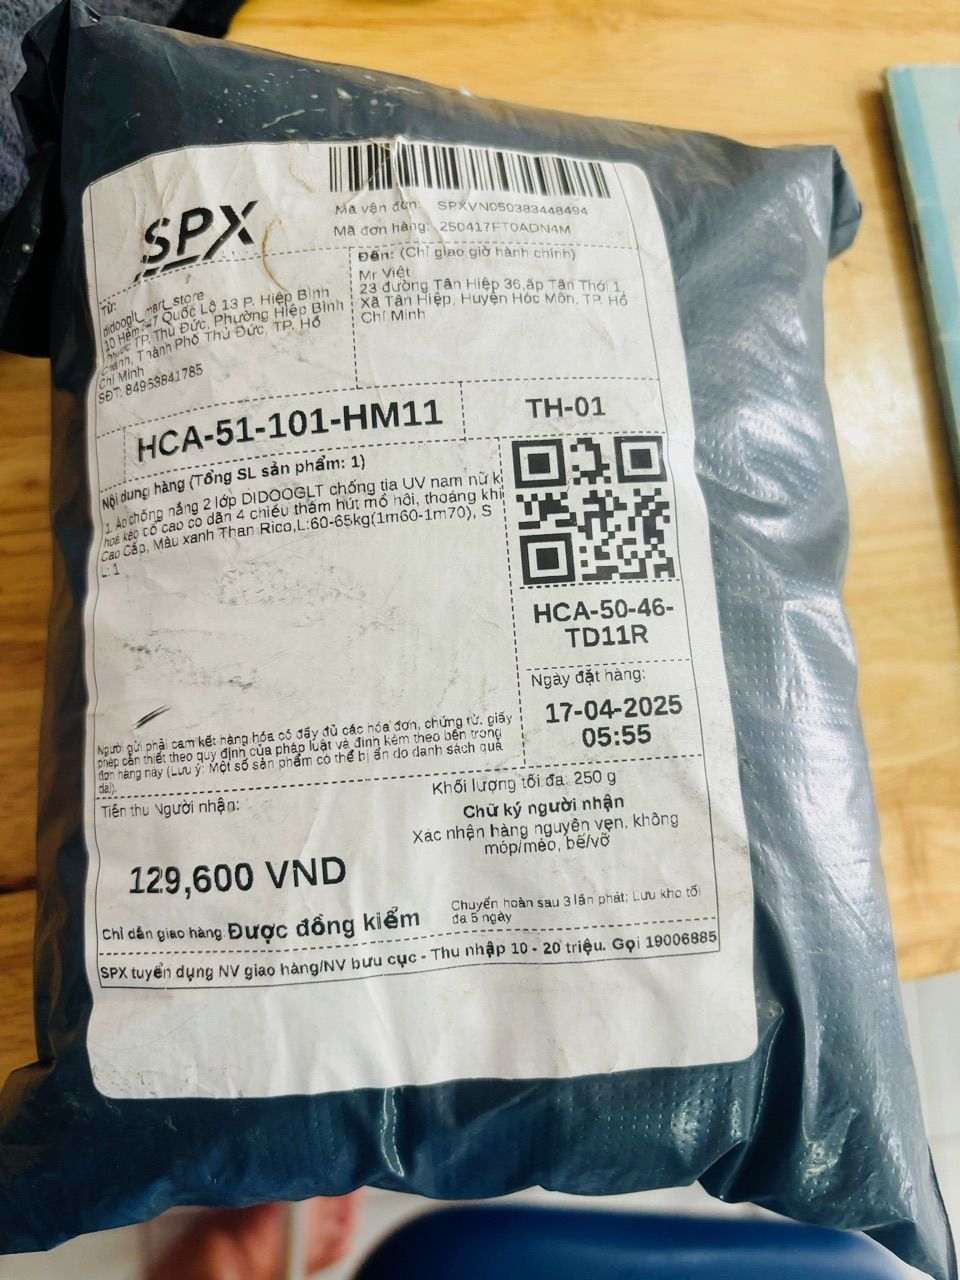 SPX
Mã vận đơn: SPXVN050383448494
Mã đơn hàng: 250417FT0ADN4M
Từ:
didooglt_mart_store
10 Hẻm 247 Quốc Lộ 13 P. Hiệp Bình
Phước TP. Thủ Đức, Phường Hiệp Bình
Chánh, Thành Phố Thủ Đức, TP. Hồ
Chí Minh
SĐT: 84963841785
Đến: (Chỉ giao giờ hành chính)
Mr Việt
23 đường Tân Hiệp 36,ấp Tân Thới 1,
Xã Tân Hiệp, Huyện Hóc Môn, TP. Hồ
Chí Minh
HCA-51-101-HM11
TH-01
Nội dung hàng (Tổng SL sản phẩm: 1)
1. Áo chống nắng 2 lớp DIDOOGLT chống tia UV nam nữ k
hoá kéo cổ cao co dãn 4 chiều thấm hút mồ hôi, thoáng khí
Cao Cấp, Màu xanh Than Rico,L:60-65kg(1m60-1m70), S
L: 1
HCA-50-46-
TD11R
Ngày đặt hàng:
17-04-2025
05:55
Người gửi phải cam kết hàng hóa có đầy đủ các hóa đơn, chứng từ, giấy
phép cần thiết theo quy định của pháp luật và đính kèm theo bên trong
đơn hàng này (Lưu ý: Một số sản phẩm có thể bị ẩn do danh sách quá
dài).
Tiền thu Người nhận:
129,600 VND
Khối lượng tối đa: 250 g
Chữ ký người nhận
Xác nhận hàng nguyên vẹn, không
móp/méo, bể/vỡ
Chỉ dẫn giao hàng: Được đồng kiểm
Chuyển hoàn sau 3 lần phát; Lưu kho tối
đa 5 ngày
SPX tuyển dụng NV giao hàng/NV bưu cục - Thu nhập 10 - 20 triệu. Gọi 19006885